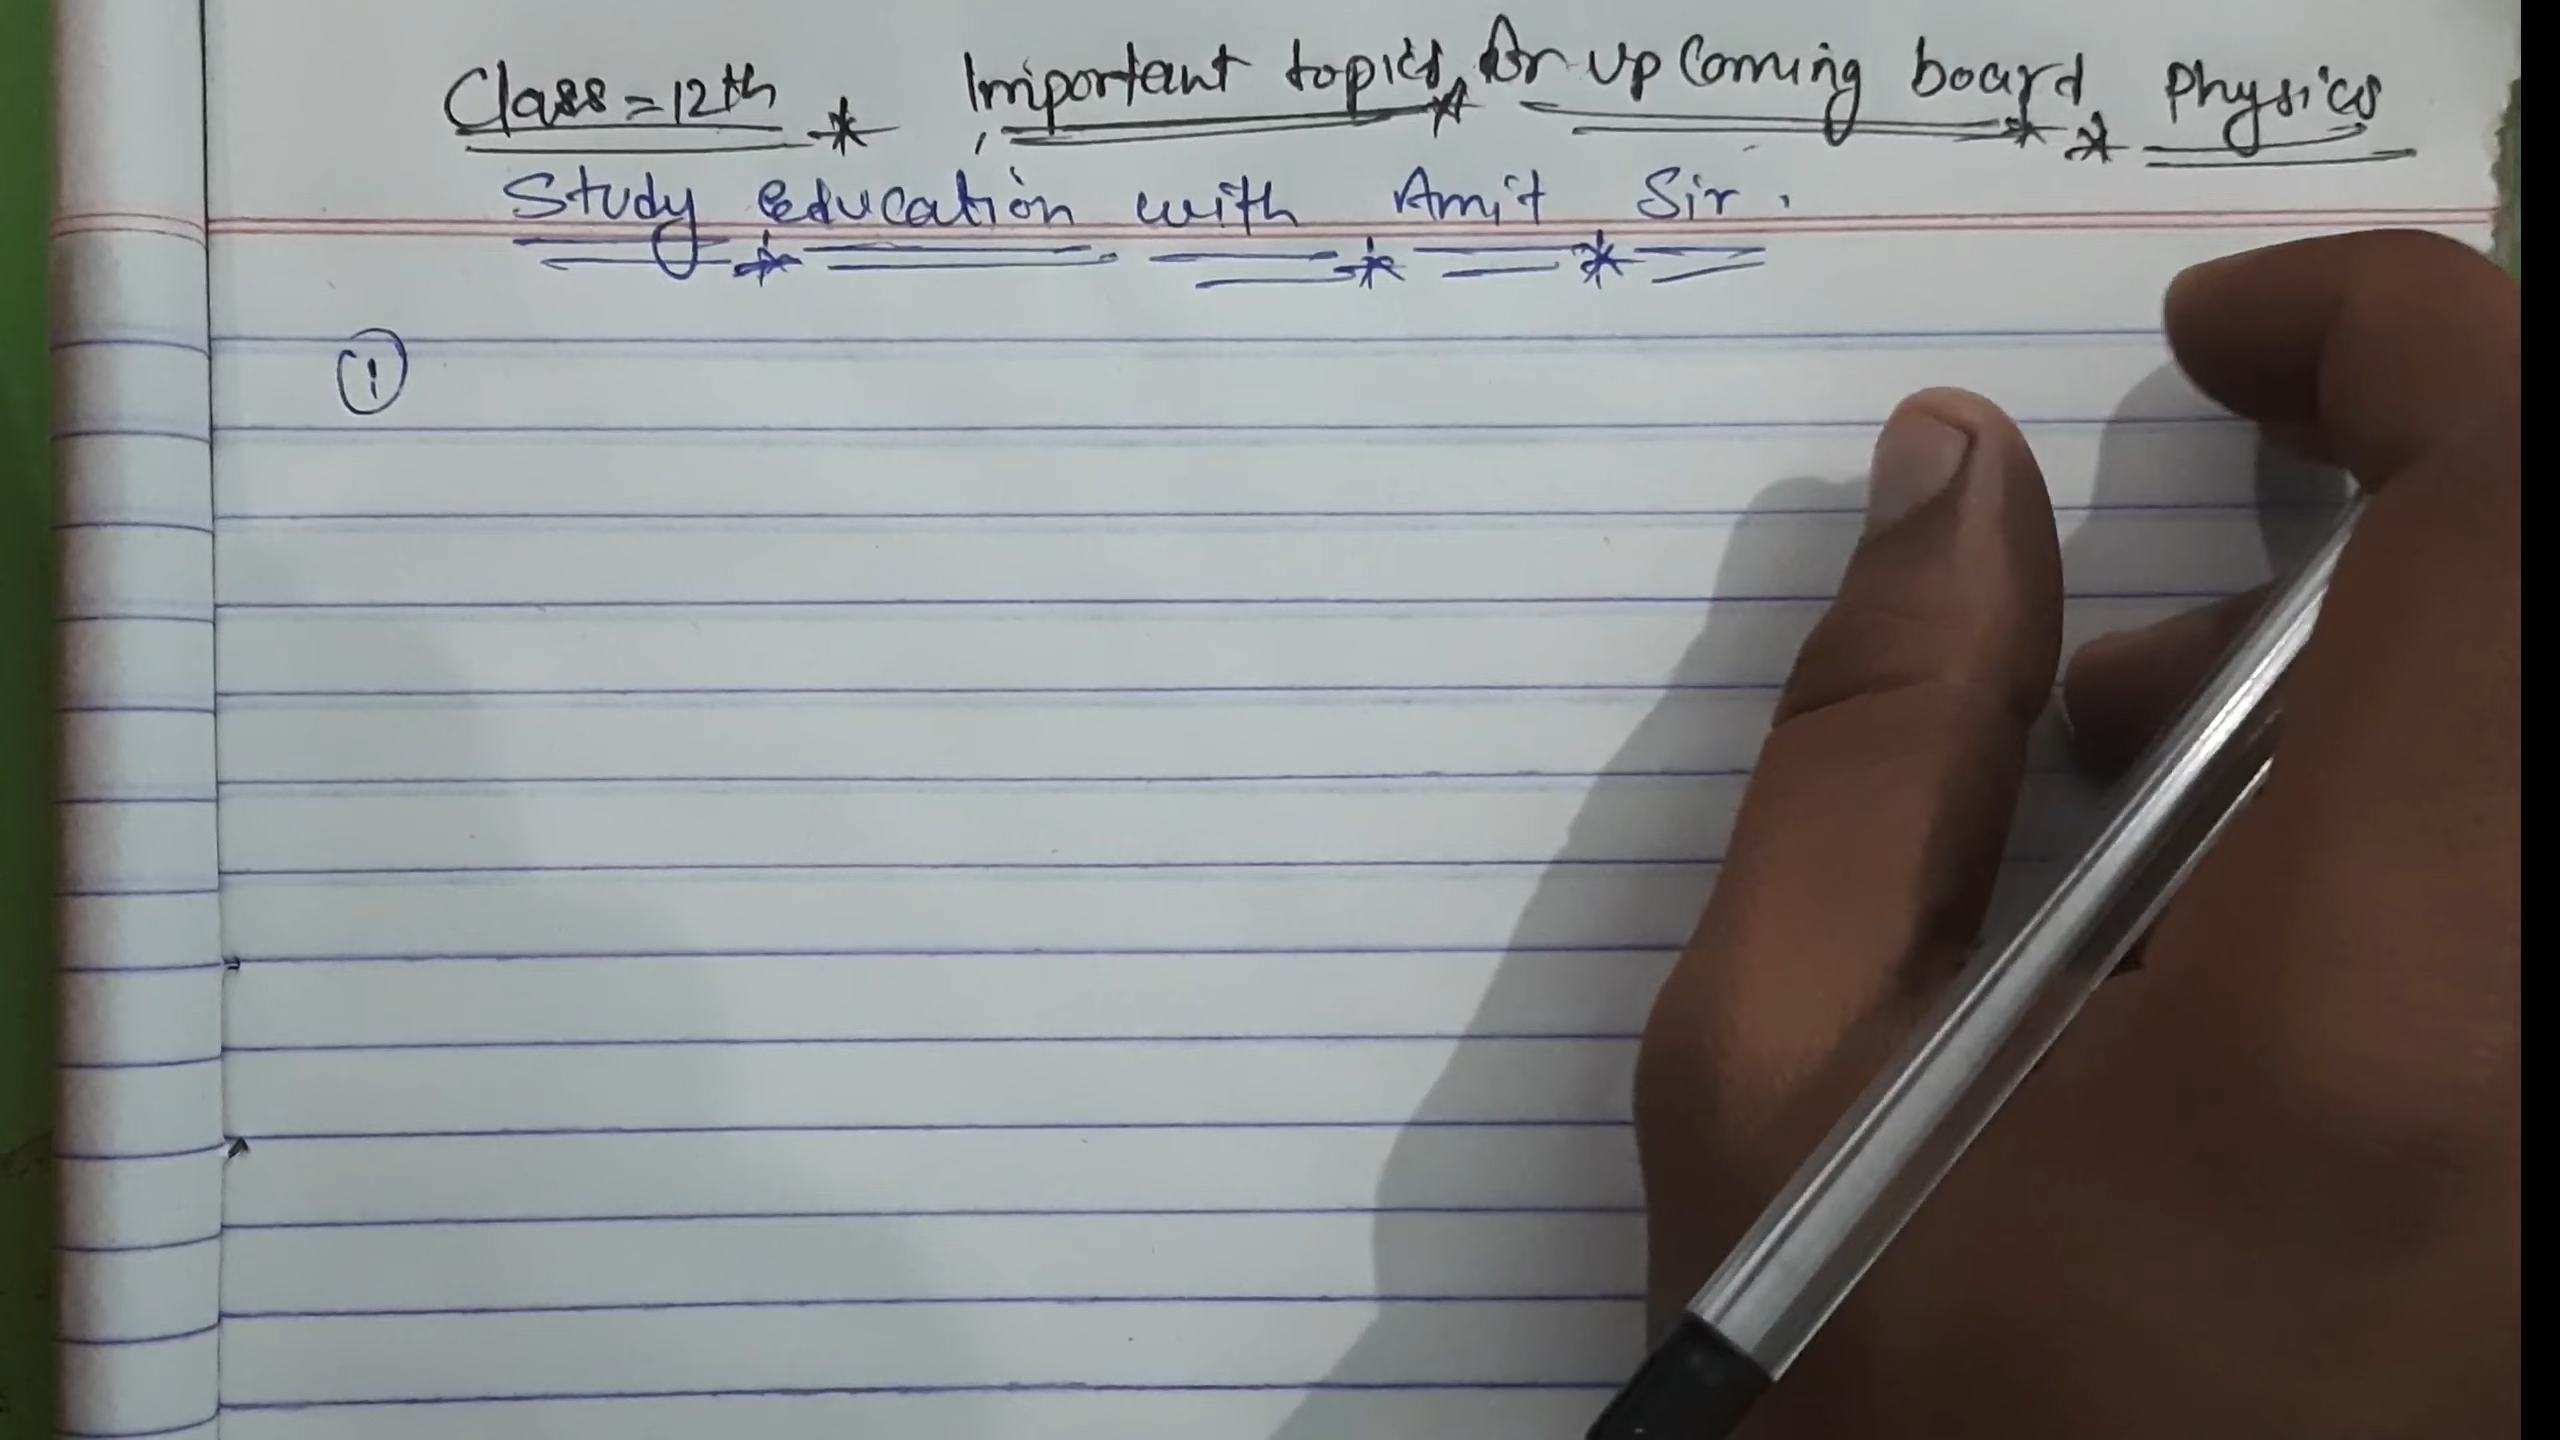 Class = 12th * Important topics for up coming board * Physics
Study education with Amit Sir.
①